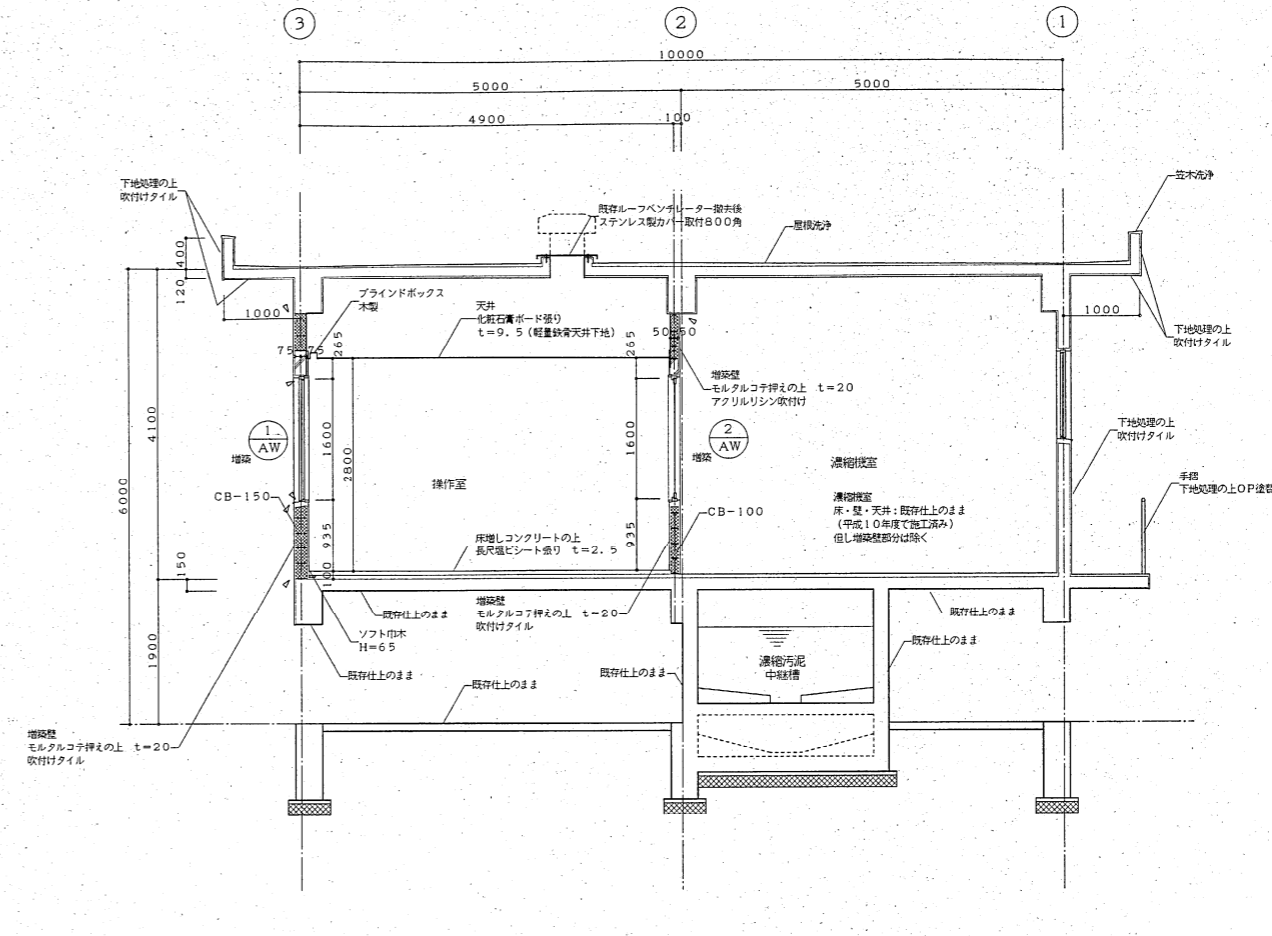 3
2
1
10000
5000
5000
4900
100
下地処理の上
吹付けタイル
笠木洗浄
既存ルーフベンチレーター撤去後
ステンレス製カバー取付800角
屋根洗浄
400
120
1000
ブラインドボックス
木製
天井
化粧石膏ボード張り
t=9.5(軽量鉄骨天井下地)
265
265
50
50
75
75
1000
下地処理の上
吹付けタイル
増築壁
モルタルコテ押えの上 t=20
アクリルリシン吹付け
4100
6000
1
AW
増築
1600
2800
1600
2
AW
増築
下地処理の上
吹付けタイル
操作室
濃縮機室
手摺
下地処理の上OP塗替
CB-150
CB-100
濃縮機室
床・壁・天井:既存仕上のまま
(平成10年度で施工済み)
但し増築壁部分は除く
935
935
床増しコンクリートの上
長尺塩ビシート張り t=2.5
150
100
既存仕上のまま
増築壁
モルタルコテ押えの上 t=20
吹付けタイル
既存仕上のまま
ソフト巾木
H=65
1900
既存仕上のまま
既存仕上のまま
既存仕上のまま
濃縮汚泥
中継槽
既存仕上のまま
増築壁
モルタルコテ押えの上 t=20
吹付けタイル